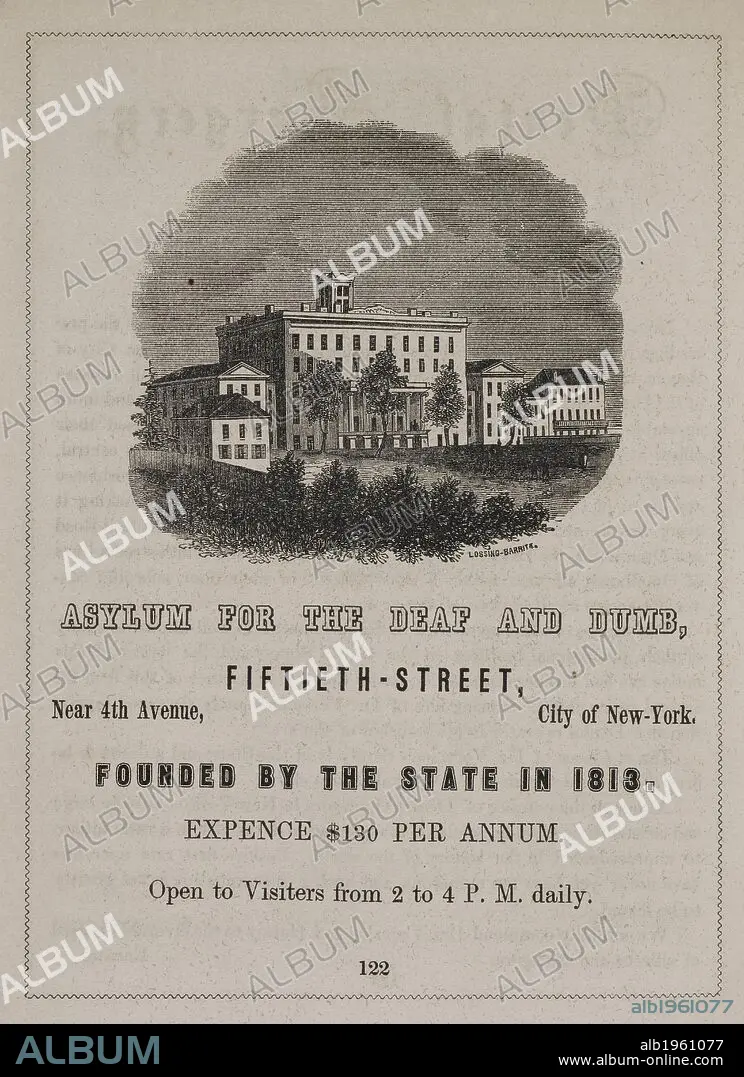 LOSSING-BARRITT.
ASYLUM FOR THE DEAF AND DUMB,
FIFTIETH-STREET,
Near 4th Avenue, City of New-York.
FOUNDED BY THE STATE IN 1813.
EXPENCE $130 PER ANNUM
Open to Visiters from 2 to 4 P. M. daily.
122
alb1961077
ALBUM
alb1961077
www.album-online.com